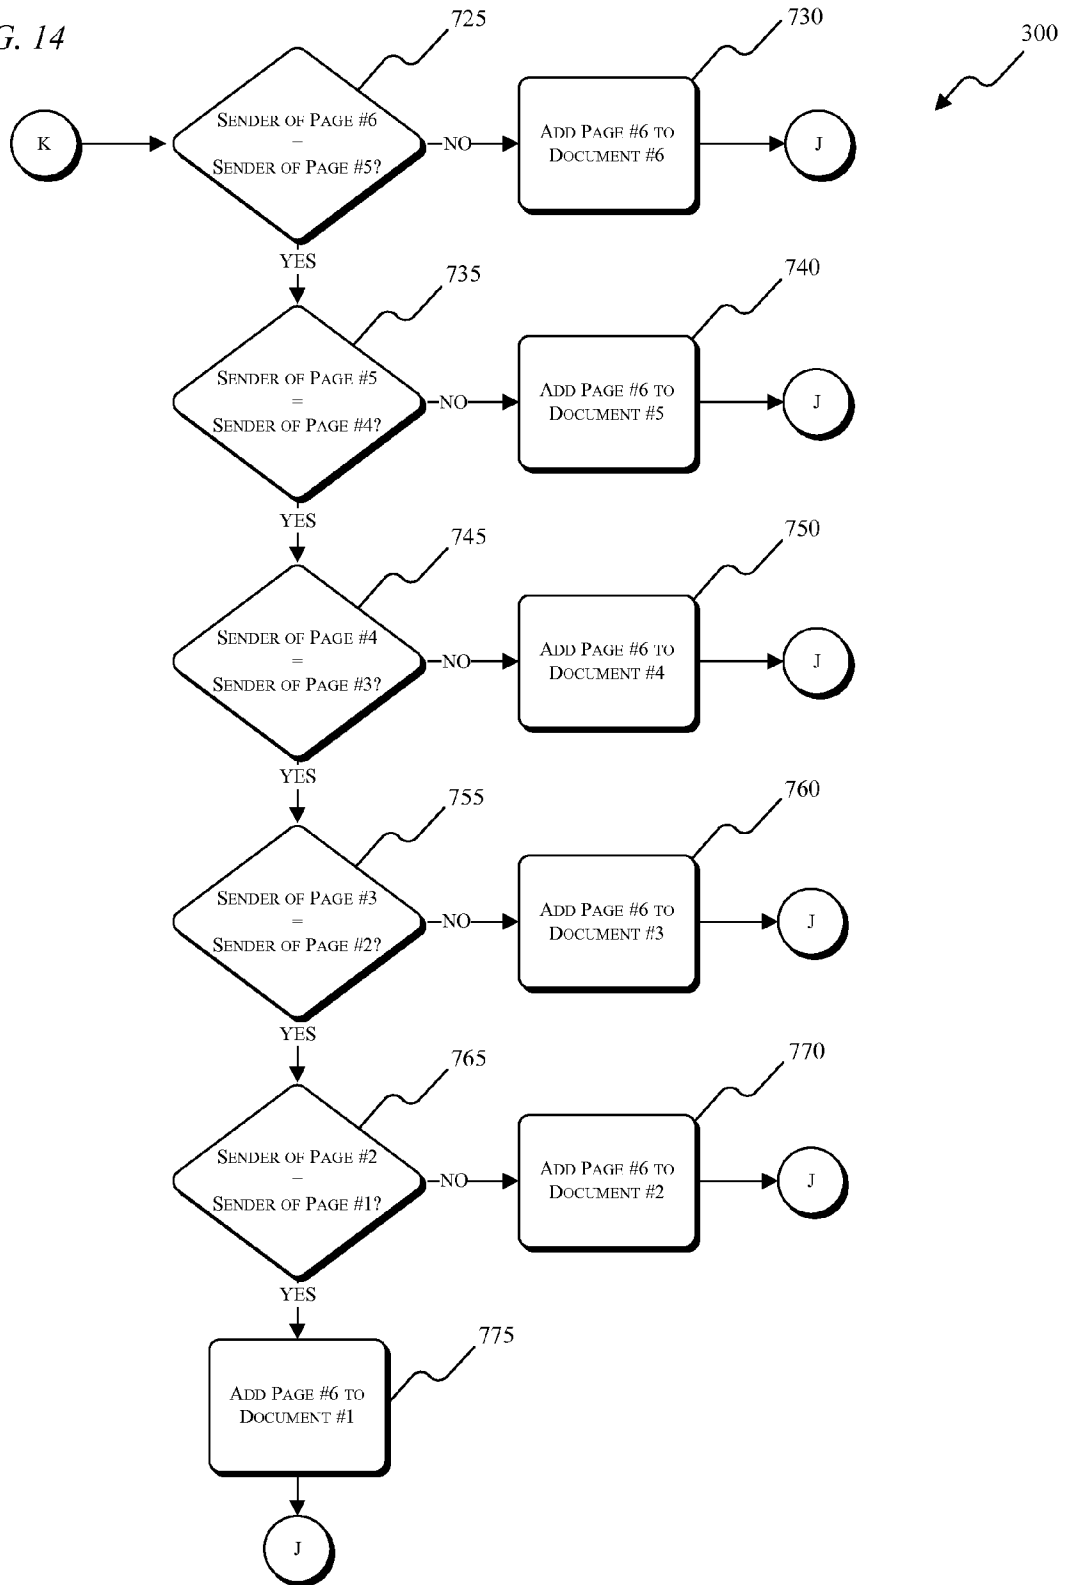 G. 14
725
730
300
K
SENDER OF PAGE #6
=
SENDER OF PAGE #5?
NO
ADD PAGE #6 TO
DOCUMENT #6
J
YES
735
740
SENDER OF PAGE #5
=
SENDER OF PAGE #4?
NO
ADD PAGE #6 TO
DOCUMENT #5
J
YES
745
750
SENDER OF PAGE #4
=
SENDER OF PAGE #3?
NO
ADD PAGE #6 TO
DOCUMENT #4
J
YES
755
760
SENDER OF PAGE #3
=
SENDER OF PAGE #2?
NO
ADD PAGE #6 TO
DOCUMENT #3
J
YES
765
770
SENDER OF PAGE #2
=
SENDER OF PAGE #1?
NO
ADD PAGE #6 TO
DOCUMENT #2
J
YES
775
ADD PAGE #6 TO
DOCUMENT #1
J